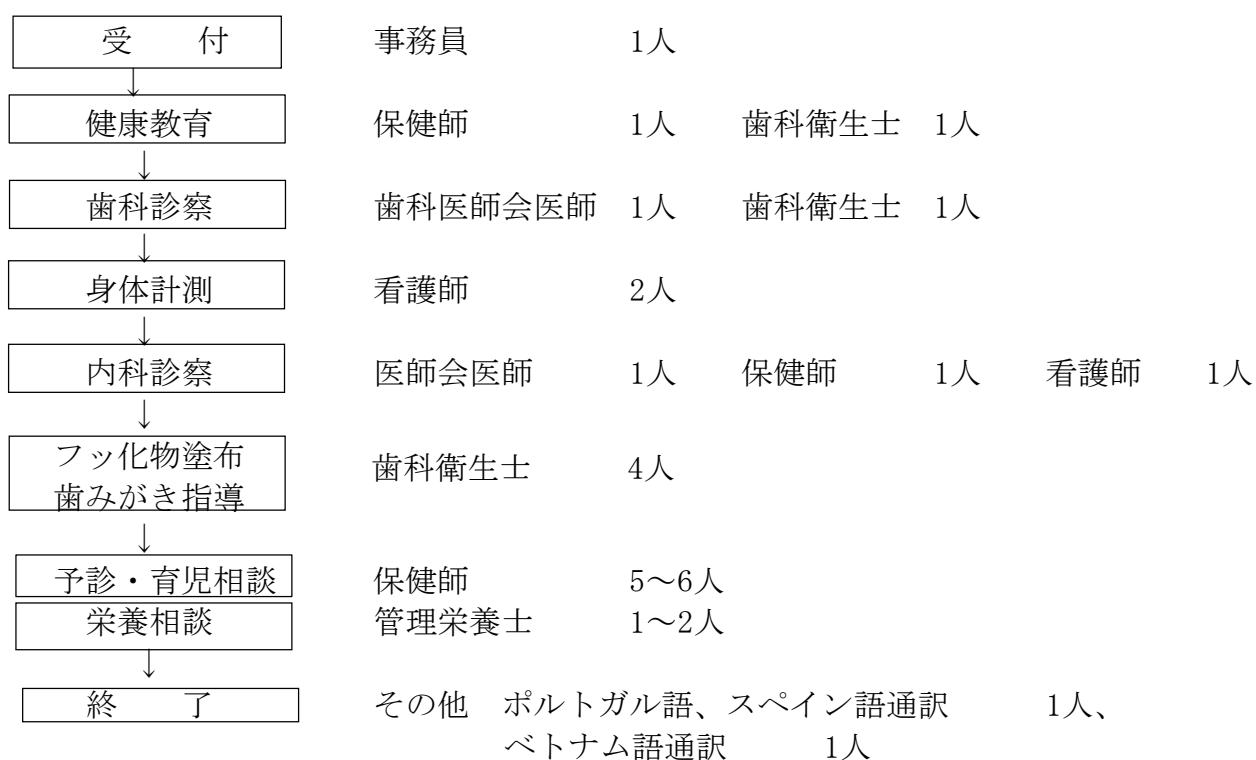 受　　付　　事務員　　1人
↓
健康教育　　保健師　　1人　　歯科衛生士　1人
↓
歯科診察　　歯科医師会医師　1人　　歯科衛生士　1人
↓
身体計測　　看護師　　2人
↓
内科診察　　医師会医師　　1人　　保健師　　1人　　看護師　　1人
↓
フッ化物塗布
歯みがき指導　　歯科衛生士　　4人
↓
予診・育児相談　　保健師　　5～6人
栄養相談　　管理栄養士　　1～2人
↓
終　　了　　その他　ポルトガル語、スペイン語通訳　　1人、
ベトナム語通訳　　1人